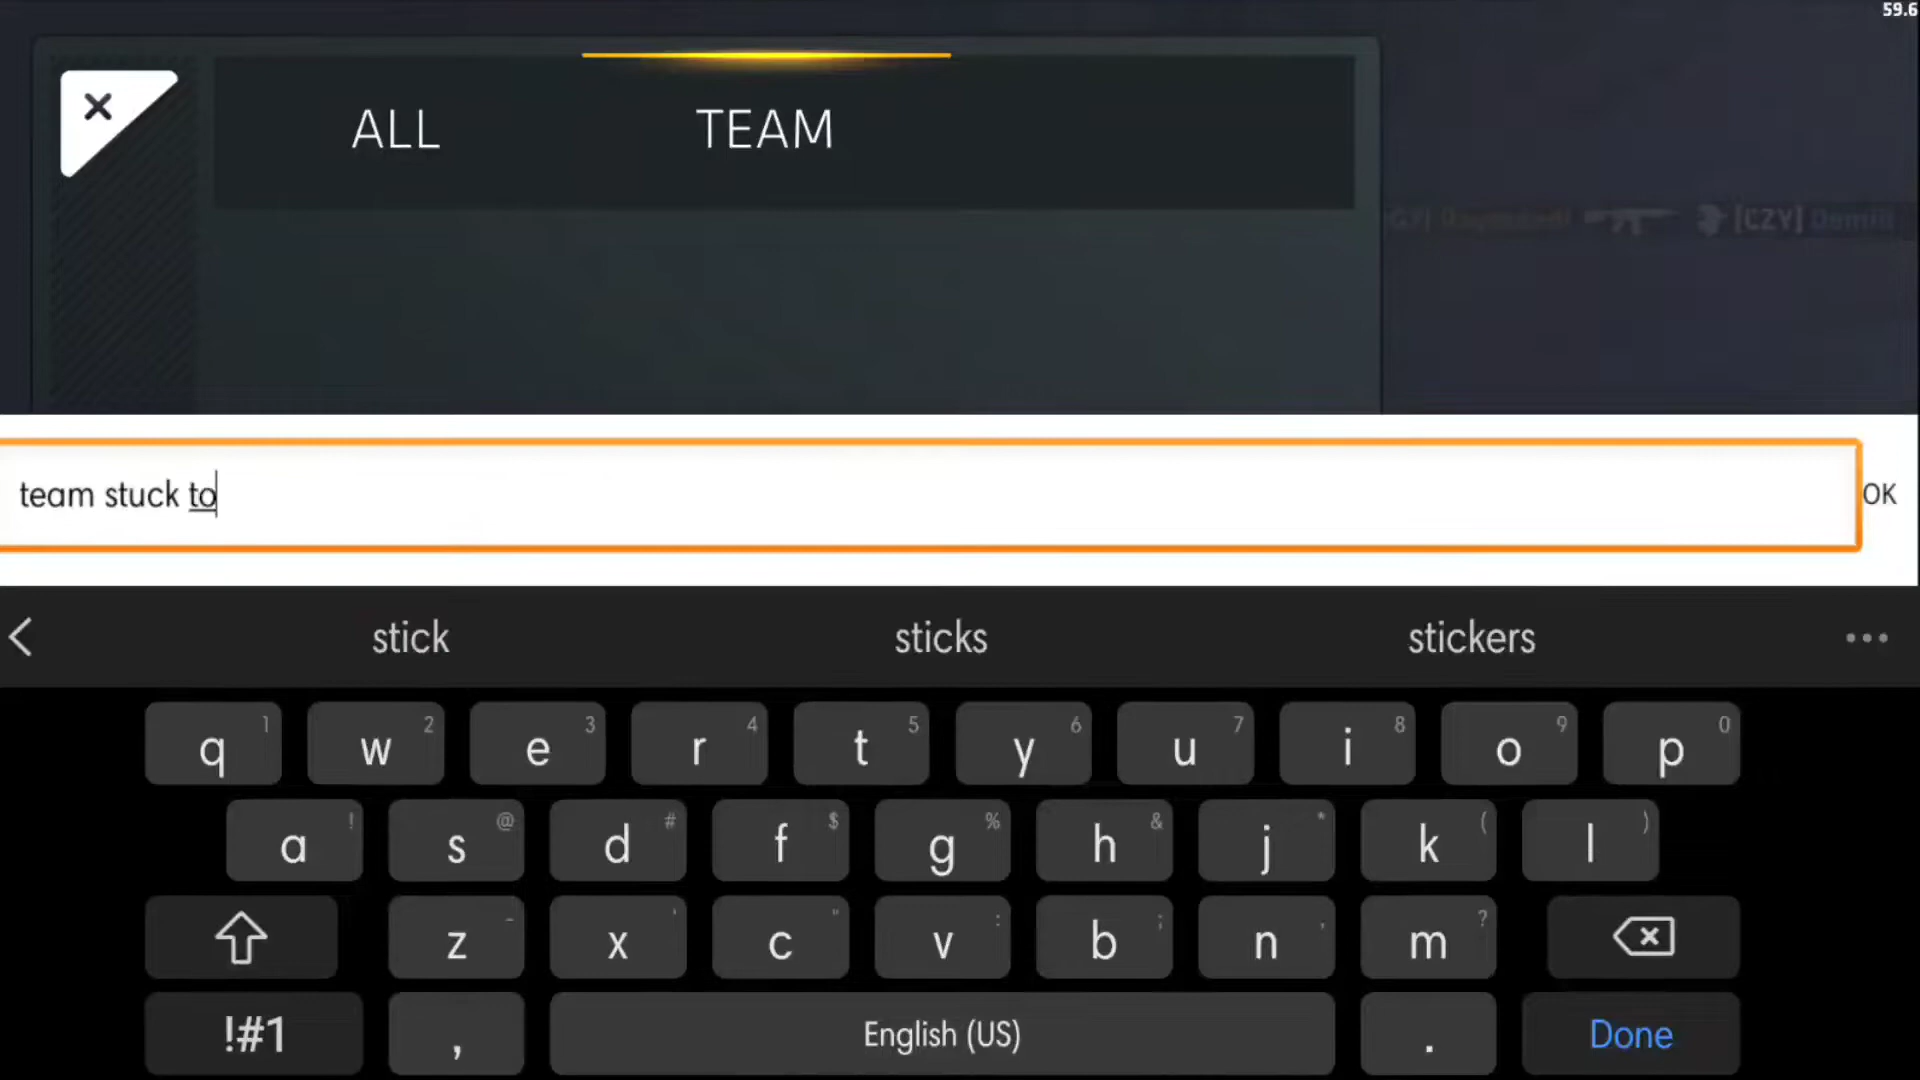 59.6
ALL TEAM
[CZY]
team stuck to
OK
stick sticks stickers
q 1 w 2 e 3 r 4 t 5 y 6 u 7 i 8 o 9 p 0
a ! s @ d # f $ g % h & j * k ( l )
z - x ' c " v : b ; n , m ?
!#1 , English (US) . Done